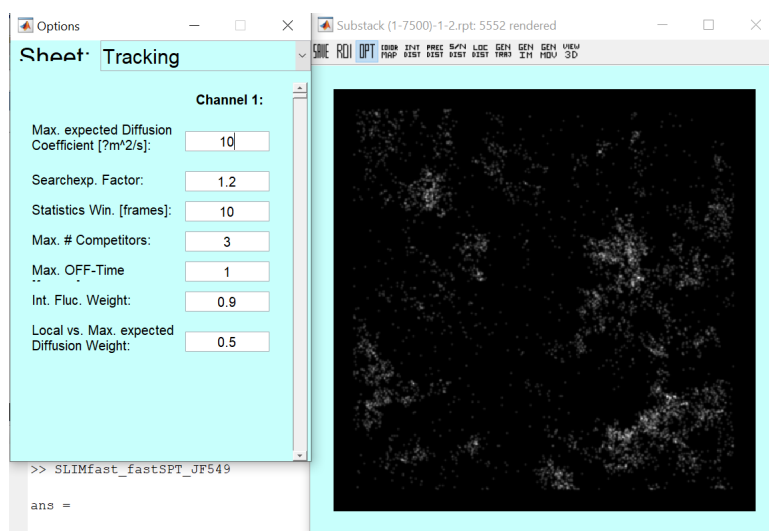 Options
Sheet: Tracking
Channel 1:
Max. expected Diffusion
Coefficient [?m^2/s]:
10
Searchexp. Factor:
1.2
Statistics Win. [frames]:
10
Max. # Competitors:
3
Max. OFF-Time
1
Int. Fluc. Weight:
0.9
Local vs. Max. expected
Diffusion Weight:
0.5
>> SLIMfast_fastSPT_JF549
ans =
Substack (1-7500)-1-2.rpt: 5552 rendered
SAVE ROI OPT COLOR MAP INT DIST PREC DIST S/N DIST LOC DIST GEN TRAJ GEN IM GEN MOV VIEW 3D